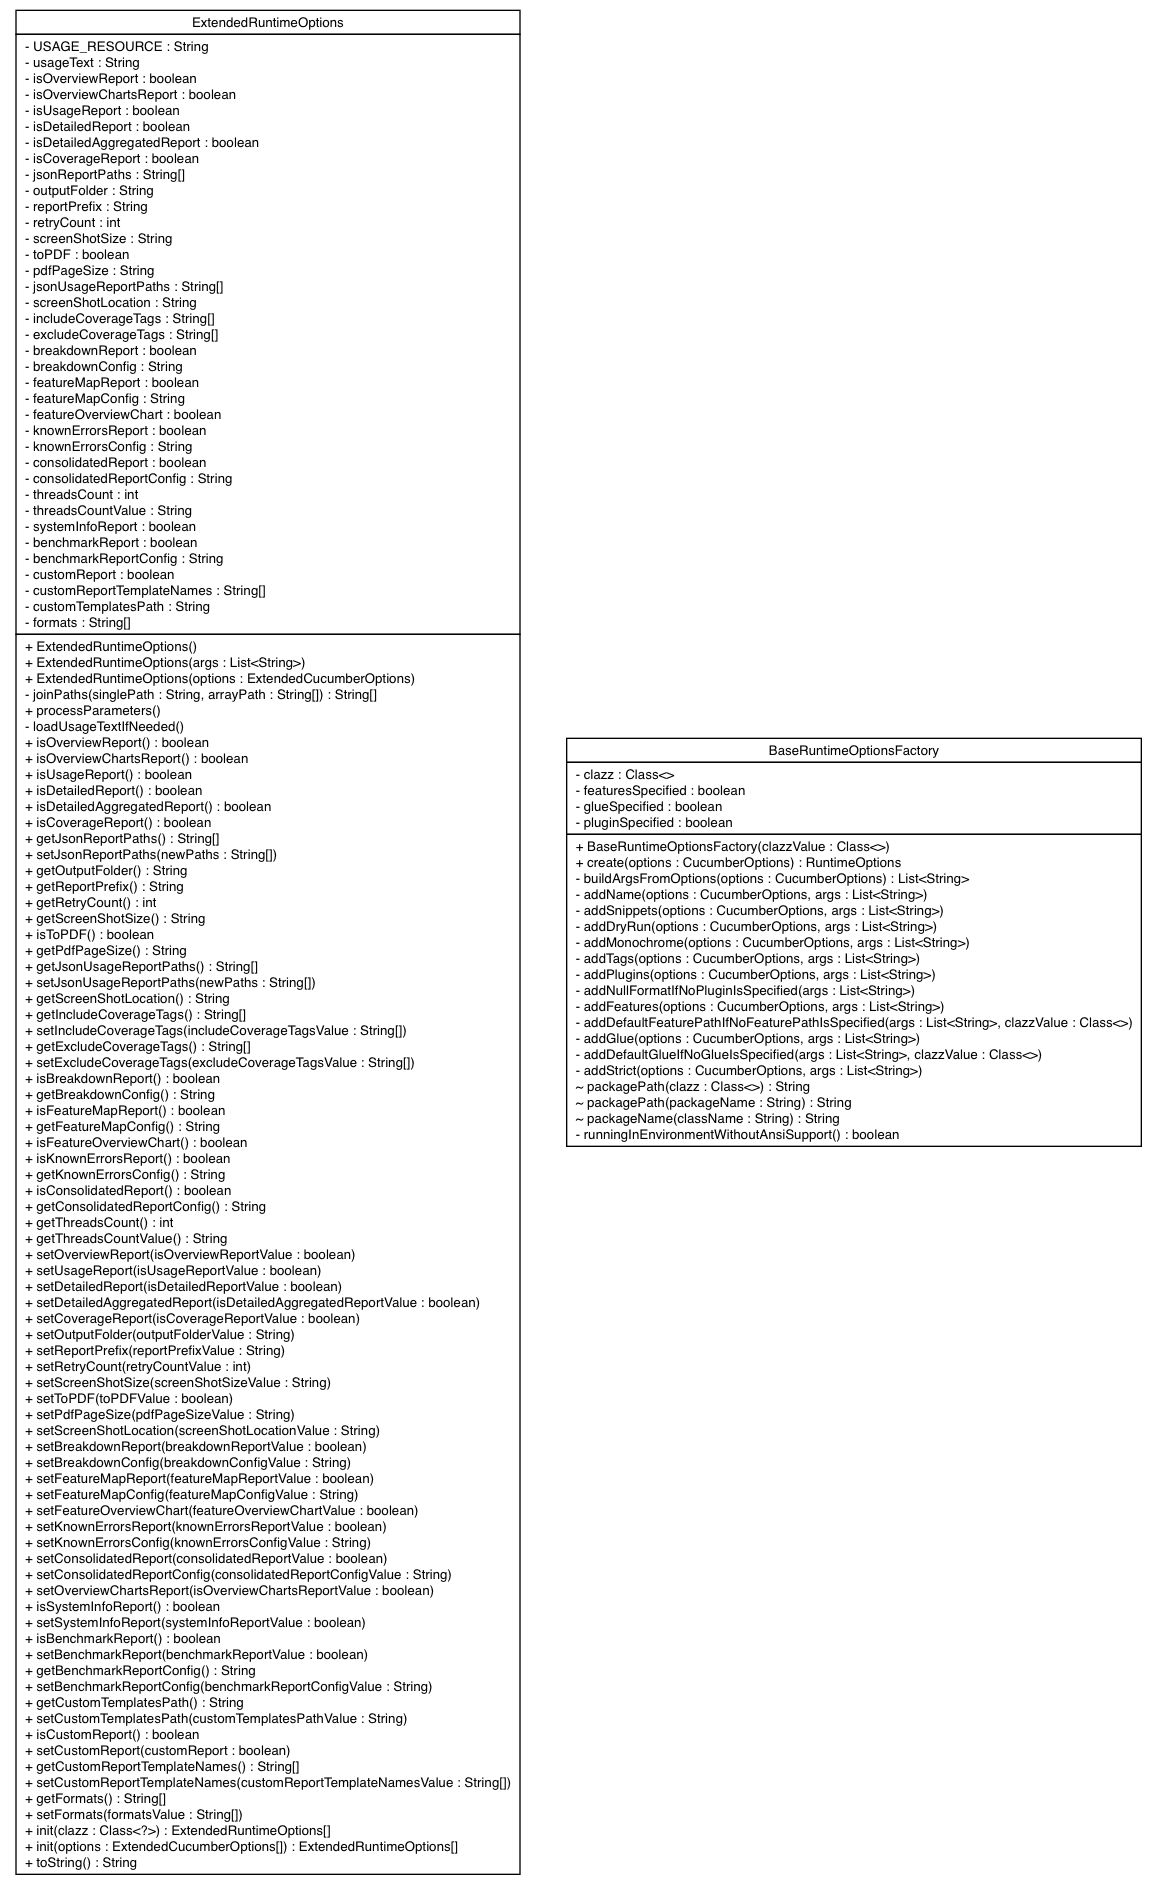 ExtendedRuntimeOptions
- USAGE_RESOURCE : String
- usageText : String
- isOverviewReport : boolean
- isOverviewChartsReport : boolean
- isUsageReport : boolean
- isDetailedReport : boolean
- isDetailedAggregatedReport : boolean
- isCoverageReport : boolean
- jsonReportPaths : String[]
- outputFolder : String
- reportPrefix : String
- retryCount : int
- screenShotSize : String
- toPDF : boolean
- pdfPageSize : String
- jsonUsageReportPaths : String[]
- screenShotLocation : String
- includeCoverageTags : String[]
- excludeCoverageTags : String[]
- breakdownReport : boolean
- breakdownConfig : String
- featureMapReport : boolean
- featureMapConfig : String
- featureOverviewChart : boolean
- knownErrorsReport : boolean
- knownErrorsConfig : String
- consolidatedReport : boolean
- consolidatedReportConfig : String
- threadsCount : int
- threadsCountValue : String
- systemInfoReport : boolean
- benchmarkReport : boolean
- benchmarkReportConfig : String
- customReport : boolean
- customReportTemplateNames : String[]
- customTemplatesPath : String
- formats : String[]
+ ExtendedRuntimeOptions()
+ ExtendedRuntimeOptions(args : List<String>)
+ ExtendedRuntimeOptions(options : ExtendedCucumberOptions)
- joinPaths(singlePath : String, arrayPath : String[]) : String[]
+ processParameters()
- loadUsageTextIfNeeded()
+ isOverviewReport() : boolean
+ isOverviewChartsReport() : boolean
+ isUsageReport() : boolean
+ isDetailedReport() : boolean
+ isDetailedAggregatedReport() : boolean
+ isCoverageReport() : boolean
+ getJsonReportPaths() : String[]
+ setJsonReportPaths(newPaths : String[])
+ getOutputFolder() : String
+ getReportPrefix() : String
+ getRetryCount() : int
+ getScreenShotSize() : String
+ isToPDF() : boolean
+ getPdfPageSize() : String
+ getJsonUsageReportPaths() : String[]
+ setJsonUsageReportPaths(newPaths : String[])
+ getScreenShotLocation() : String
+ getIncludeCoverageTags() : String[]
+ setIncludeCoverageTags(includeCoverageTagsValue : String[])
+ getExcludeCoverageTags() : String[]
+ setExcludeCoverageTags(excludeCoverageTagsValue : String[])
+ isBreakdownReport() : boolean
+ getBreakdownConfig() : String
+ isFeatureMapReport() : boolean
+ getFeatureMapConfig() : String
+ isFeatureOverviewChart() : boolean
+ isKnownErrorsReport() : boolean
+ getKnownErrorsConfig() : String
+ isConsolidatedReport() : boolean
+ getConsolidatedReportConfig() : String
+ getThreadsCount() : int
+ getThreadsCountValue() : String
+ setOverviewReport(isOverviewReportValue : boolean)
+ setUsageReport(isUsageReportValue : boolean)
+ setDetailedReport(isDetailedReportValue : boolean)
+ setDetailedAggregatedReport(isDetailedAggregatedReportValue : boolean)
+ setCoverageReport(isCoverageReportValue : boolean)
+ setOutputFolder(outputFolderValue : String)
+ setReportPrefix(reportPrefixValue : String)
+ setRetryCount(retryCountValue : int)
+ setScreenShotSize(screenShotSizeValue : String)
+ setToPDF(toPDFValue : boolean)
+ setPdfPageSize(pdfPageSizeValue : String)
+ setScreenShotLocation(screenShotLocationValue : String)
+ setBreakdownReport(breakdownReportValue : boolean)
+ setBreakdownConfig(breakdownConfigValue : String)
+ setFeatureMapReport(featureMapReportValue : boolean)
+ setFeatureMapConfig(featureMapConfigValue : String)
+ setFeatureOverviewChart(featureOverviewChartValue : boolean)
+ setKnownErrorsReport(knownErrorsReportValue : boolean)
+ setKnownErrorsConfig(knownErrorsConfigValue : String)
+ setConsolidatedReport(consolidatedReportValue : boolean)
+ setConsolidatedReportConfig(consolidatedReportConfigValue : String)
+ setOverviewChartsReport(isOverviewChartsReportValue : boolean)
+ isSystemInfoReport() : boolean
+ setSystemInfoReport(systemInfoReportValue : boolean)
+ isBenchmarkReport() : boolean
+ setBenchmarkReport(benchmarkReportValue : boolean)
+ getBenchmarkReportConfig() : String
+ setBenchmarkReportConfig(benchmarkReportConfigValue : String)
+ getCustomTemplatesPath() : String
+ setCustomTemplatesPath(customTemplatesPathValue : String)
+ isCustomReport() : boolean
+ setCustomReport(customReport : boolean)
+ getCustomReportTemplateNames() : String[]
+ setCustomReportTemplateNames(customReportTemplateNamesValue : String[])
+ getFormats() : String[]
+ setFormats(formatsValue : String[])
+ init(clazz : Class<?>) : ExtendedRuntimeOptions[]
+ init(options : ExtendedCucumberOptions[]) : ExtendedRuntimeOptions[]
+ toString() : String
BaseRuntimeOptionsFactory
- clazz : Class<>
- featuresSpecified : boolean
- glueSpecified : boolean
- pluginSpecified : boolean
+ BaseRuntimeOptionsFactory(clazzValue : Class<>)
+ create(options : CucumberOptions) : RuntimeOptions
- buildArgsFromOptions(options : CucumberOptions) : List<String>
- addName(options : CucumberOptions, args : List<String>)
- addSnippets(options : CucumberOptions, args : List<String>)
- addDryRun(options : CucumberOptions, args : List<String>)
- addMonochrome(options : CucumberOptions, args : List<String>)
- addTags(options : CucumberOptions, args : List<String>)
- addPlugins(options : CucumberOptions, args : List<String>)
- addNullFormatIfNoPluginIsSpecified(args : List<String>)
- addFeatures(options : CucumberOptions, args : List<String>)
- addDefaultFeaturePathIfNoFeaturePathIsSpecified(args : List<String>, clazzValue : Class<>)
- addGlue(options : CucumberOptions, args : List<String>)
- addDefaultGlueIfNoGlueIsSpecified(args : List<String>, clazzValue : Class<>)
- addStrict(options : CucumberOptions, args : List<String>)
~ packagePath(clazz : Class<>) : String
~ packagePath(packageName : String) : String
~ packageName(className : String) : String
- runningInEnvironmentWithoutAnsiSupport() : boolean